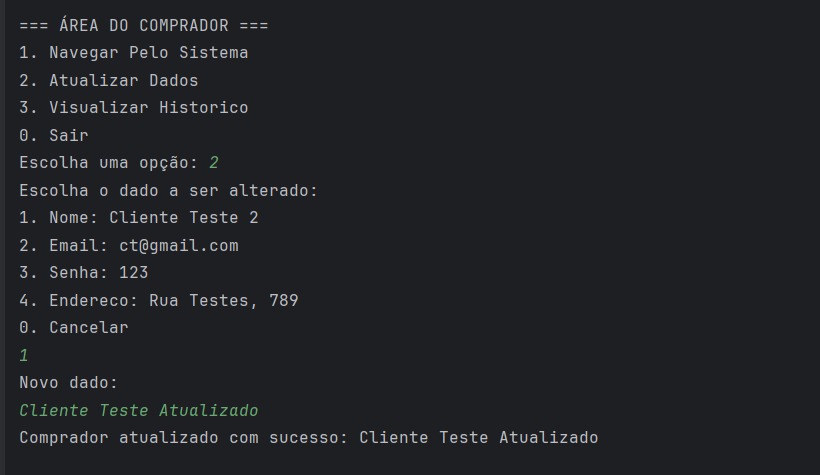 === ÁREA DO COMPRADOR ===
1. Navegar Pelo Sistema
2. Atualizar Dados
3. Visualizar Historico
0. Sair
Escolha uma opção: 2
Escolha o dado a ser alterado:
1. Nome: Cliente Teste 2
2. Email: ct@gmail.com
3. Senha: 123
4. Endereco: Rua Testes, 789
0. Cancelar
1
Novo dado:
Cliente Teste Atualizado
Comprador atualizado com sucesso: Cliente Teste Atualizado